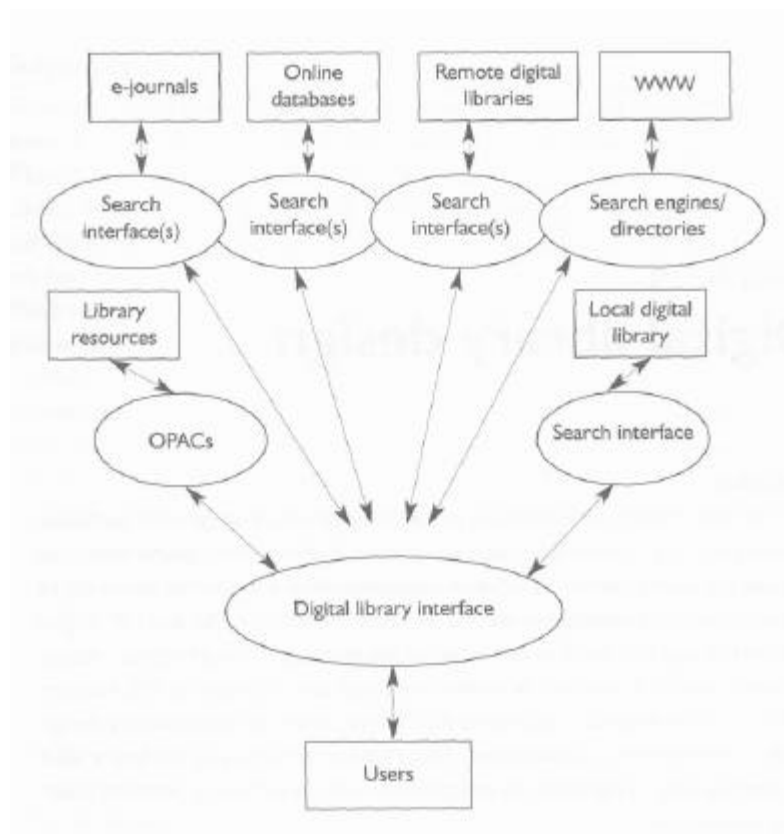 e-journals
Online
databases
Remote digital
libraries
WWW
Search
interface(s)
Search
interface(s)
Search
interface(s)
Search engines/
directories
Library
resources
Local digital
library
OPACs
Search interface
Digital library interface
Users